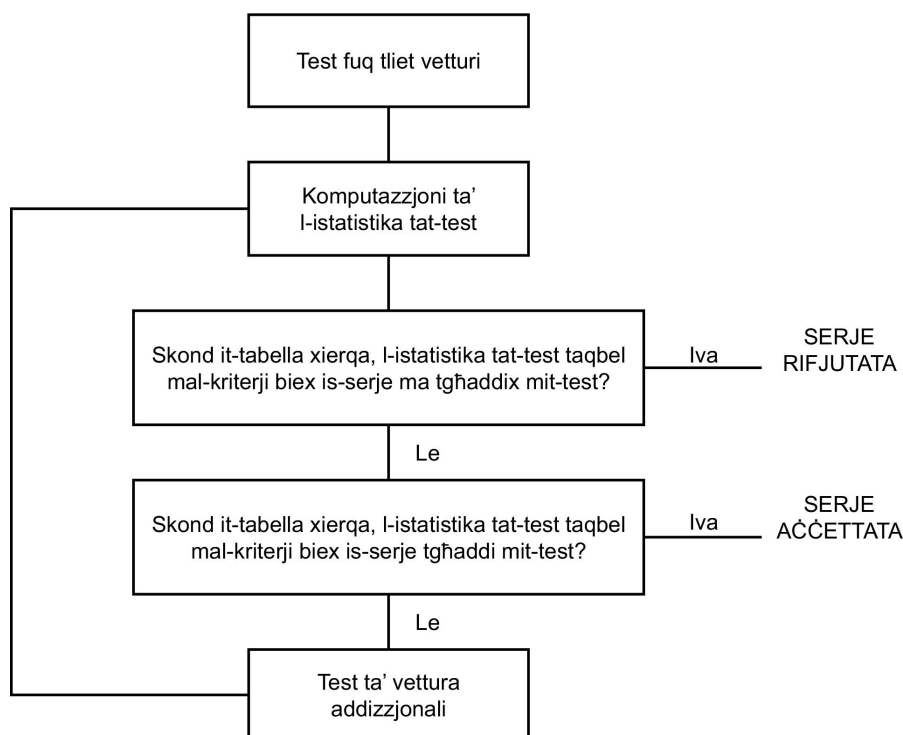 Test fuq tliet vetturi
Komputazzjoni ta'
l-istatistika tat-test
Skond it-tabella xierqa, l-istatistika tat-test taqbel
mal-kriterji biex is-serje ma tgħaddix mit-test?
Iva
SERJE
RIFJUTATA
Le
Skond it-tabella xierqa, l-istatistika tat-test taqbel
mal-kriterji biex is-serje tgħaddi mit-test?
Iva
SERJE
AĊĊETTATA
Le
Test ta' vettura
addizzjonali